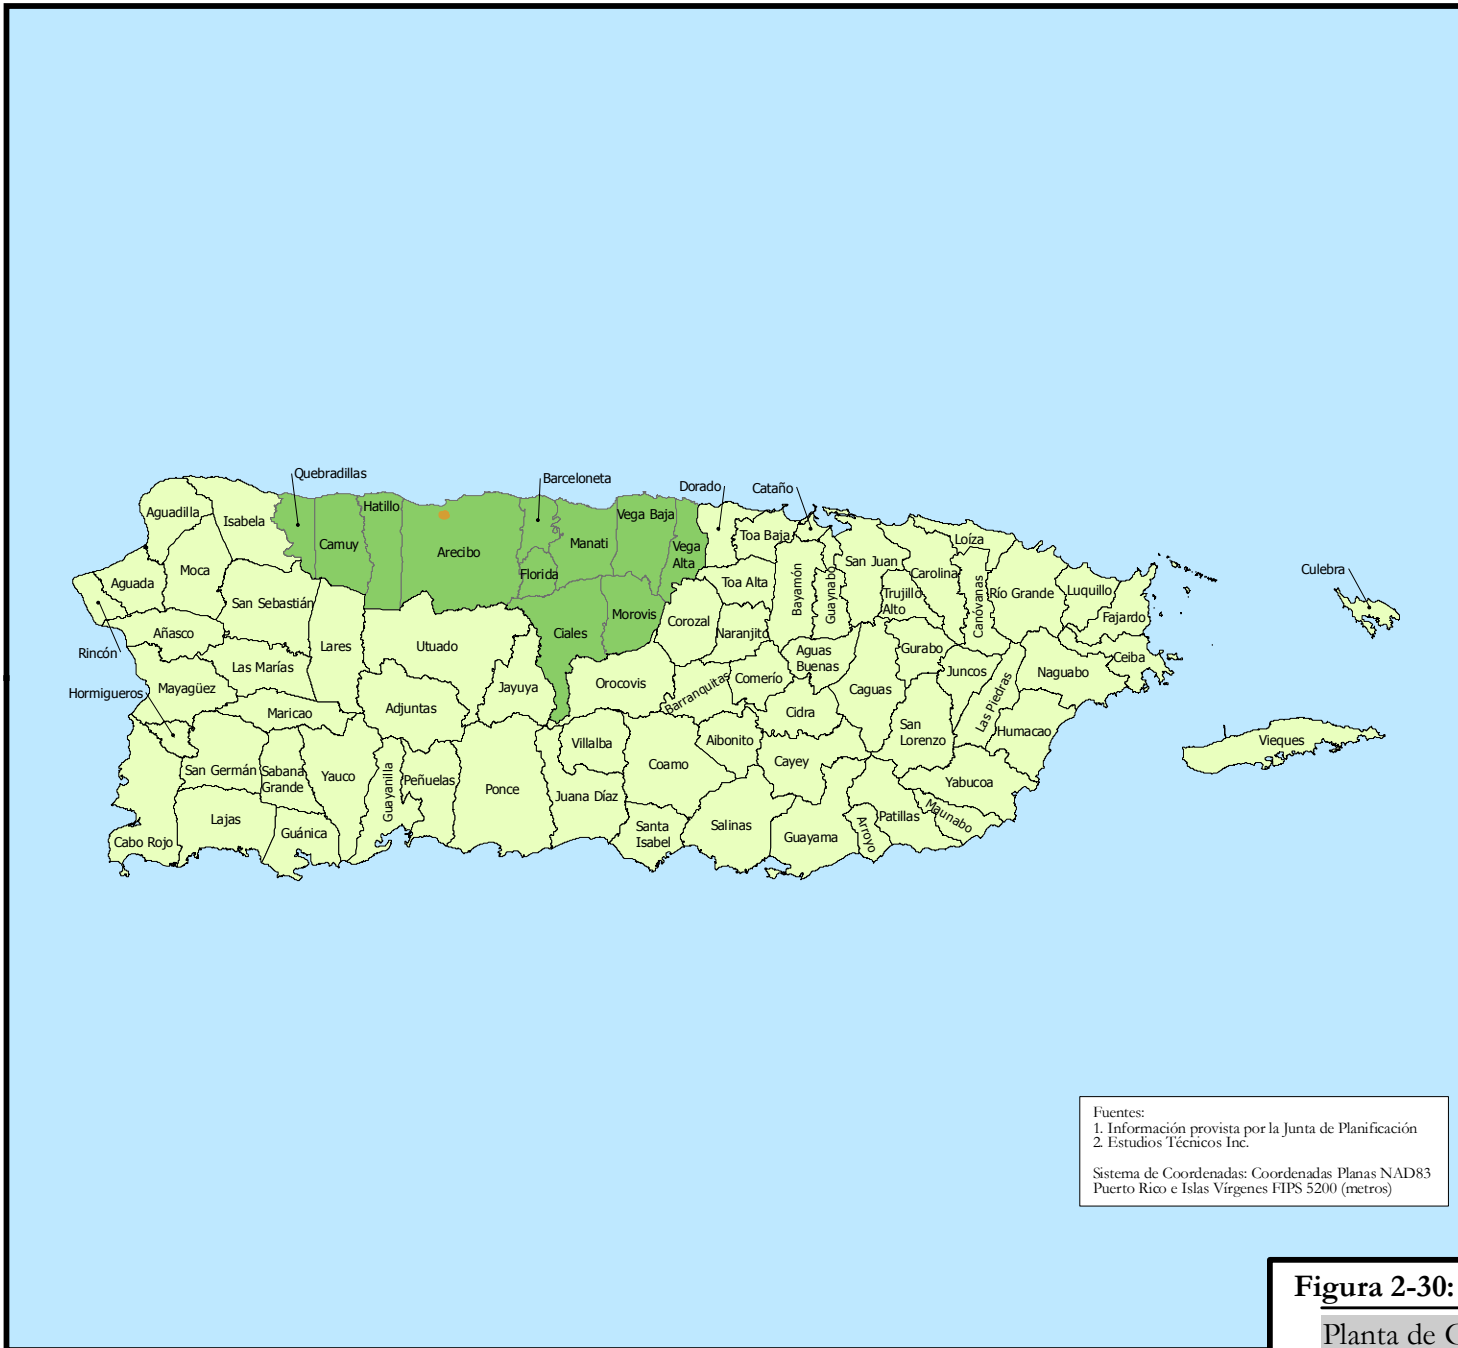 Quebradillas
Barceloneta
Dorado
Cataño
Hatillo
Aguadilla
Isabela
Vega Baja
Camuy
Arecibo
Manati
Toa Baja
Loíza
Vega
Alta
San Juan
Culebra
Moca
Aguada
Florida
Toa Alta
Bayamón
Guaynabo
Carolina
Trujillo
Alto
Canóvanas
Río Grande
Luquillo
Fajardo
San Sebastián
Morovis
Corozal
Naranjito
Añasco
Ciales
Rincón
Lares
Utuado
Aguas
Buenas
Gurabo
Ceiba
Las Marías
Juncos
Naguabo
Hormigueros
Mayagüez
Jayuya
Orocovis
Barranquitas
Comerío
Caguas
Las Piedras
Maricao
Adjuntas
Cidra
San
Lorenzo
Humacao
Villalba
Aibonito
Vieques
San Germán
Sabana
Grande
Yauco
Guayanilla
Peñuelas
Coamo
Cayey
Yabucoa
Ponce
Juana Díaz
Lajas
Guánica
Santa
Isabel
Salinas
Guayama
Arroyo
Patillas
Maunabo
Cabo Rojo
Fuentes:
1. Información provista por la Junta de Planificación
2. Estudios Técnicos Inc.
Sistema de Coordenadas: Coordenadas Planas NAD83
Puerto Rico e Islas Vírgenes FIPS 5200 (metros)
Figura 2-30:
Planta de